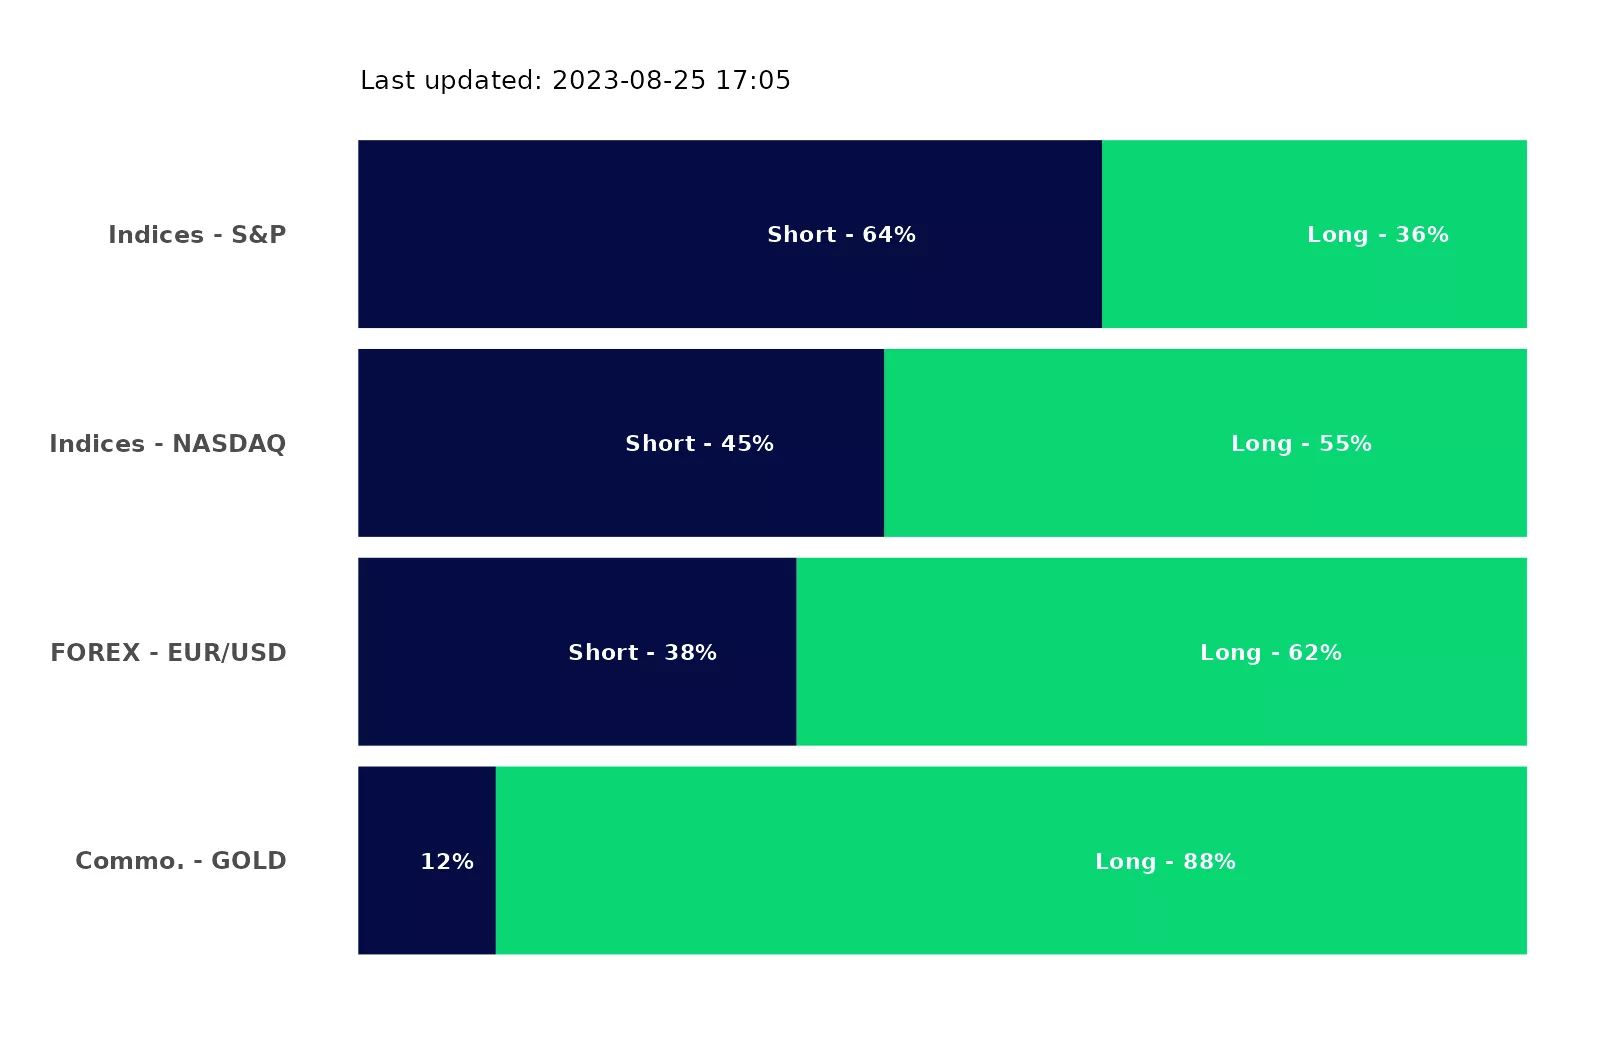 Last updated: 2023-08-25 17:05
Indices - S&P
Short - 64%
Long - 36%
Indices - NASDAQ
Short - 45%
Long - 55%
FOREX - EUR/USD
Short - 38%
Long - 62%
Commo. - GOLD
12%
Long - 88%